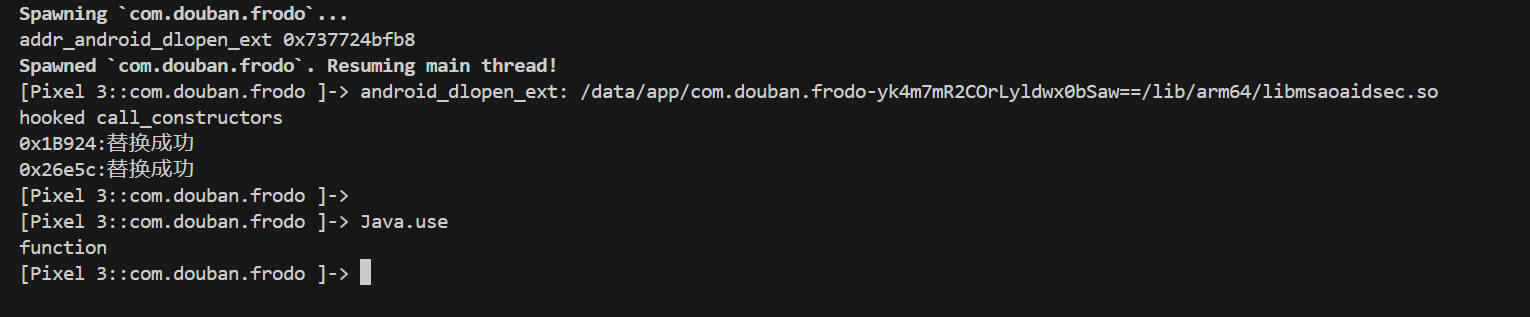 Spawning `com.douban.frodo`...
addr_android_dlopen_ext 0x737724bfb8
Spawned `com.douban.frodo`. Resuming main thread!
[Pixel 3::com.douban.frodo ]-> android_dlopen_ext: /data/app/com.douban.frodo-yk4m7mR2COrLyldwx0bSaw==/lib/arm64/libmsaoaidsec.so
hooked call_constructors
0x1B924:替换成功
0x26e5c:替换成功
[Pixel 3::com.douban.frodo ]->
[Pixel 3::com.douban.frodo ]-> Java.use
function
[Pixel 3::com.douban.frodo ]->